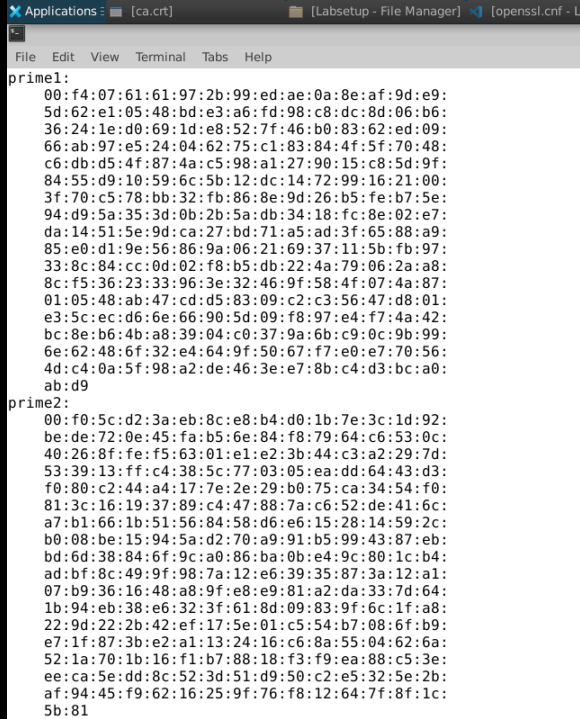 Applications [ca.crt] [Labsetup - File Manager] [openssl.cnf - L
File Edit View Terminal Tabs Help
prime1:
00:f4:07:61:61:97:2b:99:ed:ae:0a:8e:af:9d:e9:
5d:62:e1:05:48:bd:e3:a6:fd:98:c8:dc:8d:06:b6:
36:24:1e:d0:69:1d:e8:52:7f:46:b0:83:62:ed:09:
66:ab:97:e5:24:04:62:75:c1:83:84:4f:5f:70:48:
c6:db:d5:4f:87:4a:c5:98:a1:27:90:15:c8:5d:9f:
84:55:d9:10:59:6c:5b:12:dc:14:72:99:16:21:00:
3f:70:c5:78:bb:32:fb:86:8e:9d:26:b5:fe:b7:5e:
94:d9:5a:35:3d:0b:2b:5a:db:34:18:fc:8e:02:e7:
da:14:51:5e:9d:ca:27:bd:71:a5:ad:3f:65:88:a9:
85:e0:d1:9e:56:86:9a:06:21:69:37:11:5b:fb:97:
33:8c:84:cc:0d:02:f8:b5:db:22:4a:79:06:2a:a8:
8c:f5:36:23:33:96:3e:32:46:9f:58:4f:07:4a:87:
01:05:48:ab:47:cd:d5:83:09:c2:c3:56:47:d8:01:
e3:5c:ec:d6:6e:66:90:5d:09:f8:97:e4:f7:4a:42:
bc:8e:b6:4b:a8:39:04:c0:37:9a:6b:c9:0c:9b:99:
6e:62:48:6f:32:e4:64:9f:50:67:f7:e0:e7:70:56:
4d:c4:0a:5f:98:a2:de:46:3e:e7:8b:c4:d3:bc:a0:
ab:d9
prime2:
00:f0:5c:d2:3a:eb:8c:e8:b4:d0:1b:7e:3c:1d:92:
be:de:72:0e:45:fa:b5:6e:84:f8:79:64:c6:53:0c:
40:26:8f:fe:f5:63:01:e1:e2:3b:44:c3:a2:29:7d:
53:39:13:ff:c4:38:5c:77:03:05:ea:dd:64:43:d3:
f0:80:c2:44:a4:17:7e:2e:29:b0:75:ca:34:54:f0:
81:3c:16:19:37:89:c4:47:88:7a:c6:52:de:41:6c:
a7:b1:66:1b:51:56:84:58:d6:e6:15:28:14:59:2c:
b0:08:be:15:94:5a:d2:70:a9:91:b5:99:43:87:eb:
bd:6d:38:84:6f:9c:a0:86:ba:0b:e4:9c:80:1c:b4:
ad:bf:8c:49:9f:98:7a:12:e6:39:35:87:3a:12:a1:
07:b9:36:16:48:a8:9f:e8:e9:81:a2:da:33:7d:64:
1b:94:eb:38:e6:32:3f:61:8d:09:83:9f:6c:1f:a8:
22:9d:22:2b:42:ef:17:5e:01:c5:54:b7:08:6f:b9:
e7:1f:87:3b:e2:a1:13:24:16:c6:8a:55:04:62:6a:
52:1a:70:1b:16:f1:b7:88:18:f3:f9:ea:88:c5:3e:
ee:ca:5e:dd:8c:52:3d:51:d9:50:c2:e5:32:5e:2b:
af:94:45:f9:62:16:25:9f:76:f8:12:64:7f:8f:1c:
5b:81